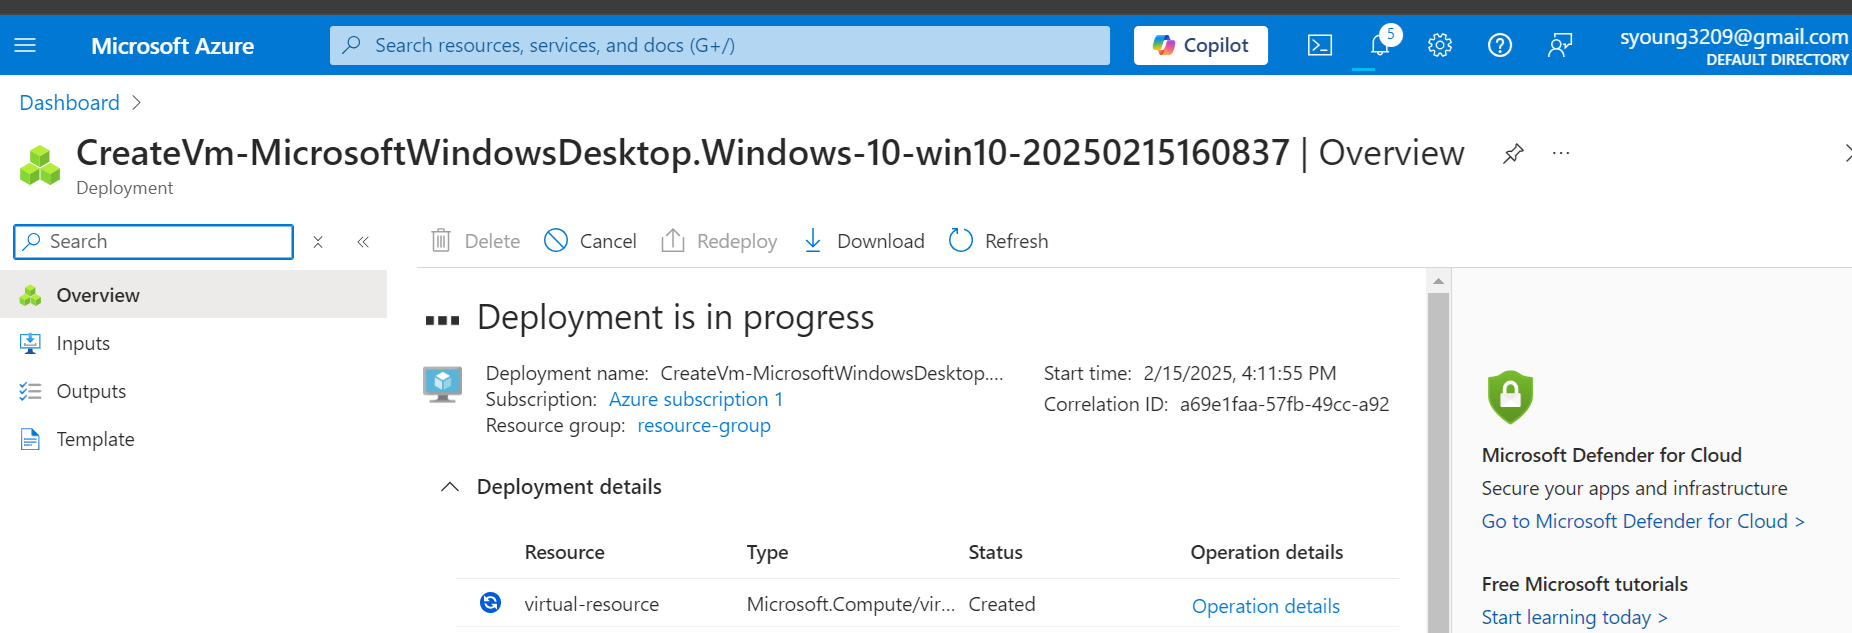 Microsoft Azure
Search resources, services, and docs (G+/)
Copilot
5
syoung3209@gmail.com
DEFAULT DIRECTORY
Dashboard >
CreateVm-MicrosoftWindowsDesktop.Windows-10-win10-20250215160837 | Overview
Deployment
Search
Delete
Cancel
Redeploy
Download
Refresh
Overview
Inputs
Outputs
Template
Deployment is in progress
Deployment name: CreateVm-MicrosoftWindowsDesktop....
Subscription: Azure subscription 1
Resource group: resource-group
Start time: 2/15/2025, 4:11:55 PM
Correlation ID: a69e1faa-57fb-49cc-a92
Deployment details
Resource Type Status Operation details
virtual-resource Microsoft.Compute/vir... Created Operation details
Microsoft Defender for Cloud
Secure your apps and infrastructure
Go to Microsoft Defender for Cloud >
Free Microsoft tutorials
Start learning today >